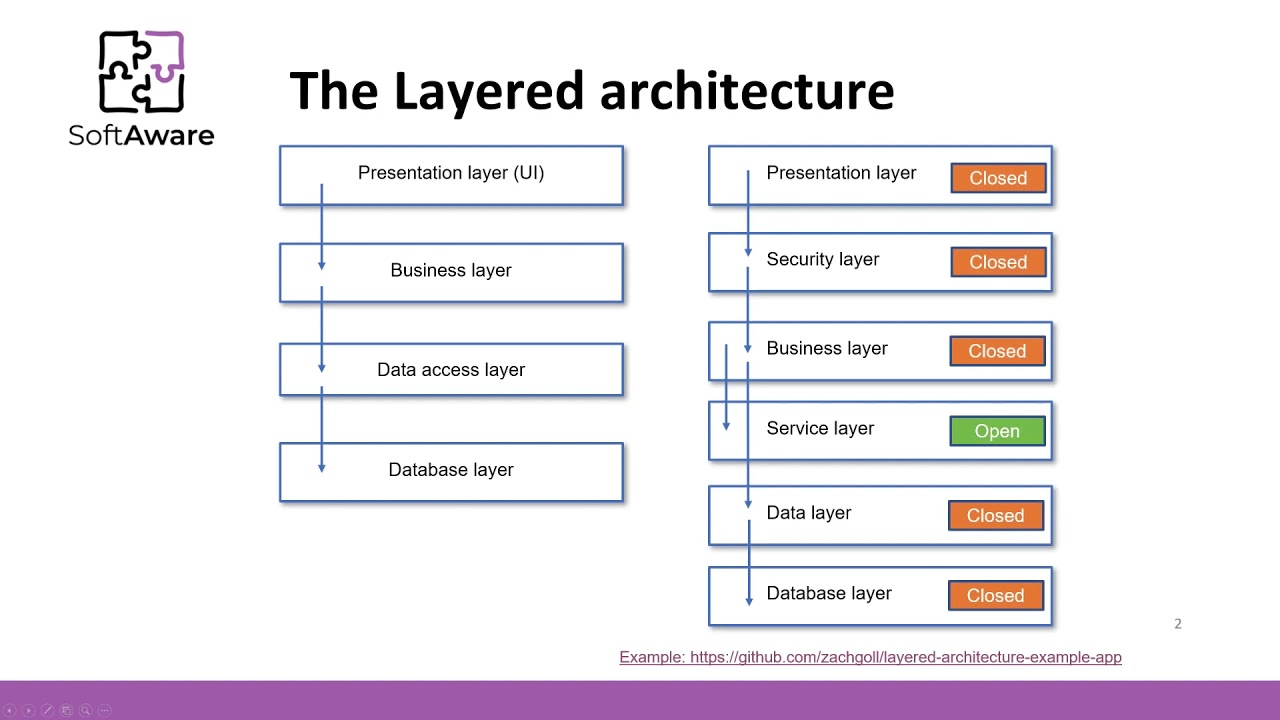 SoftAware
The Layered architecture
Presentation layer (UI)
Business layer
Data access layer
Database layer
Presentation layer Closed
Security layer Closed
Business layer Closed
Service layer Open
Data layer Closed
Database layer Closed
2
Example: https://github.com/zachgoll/layered-architecture-example-app